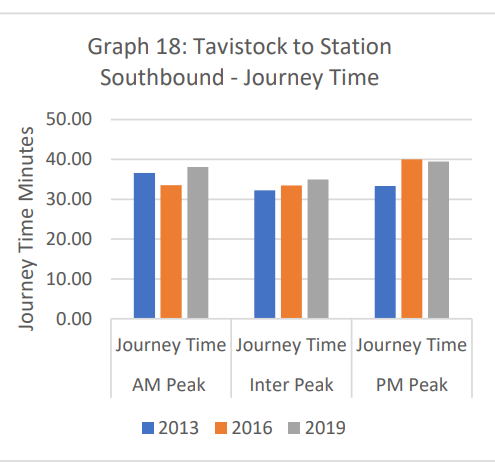 Graph 18: Tavistock to Station
Southbound - Journey Time
Journey Time Minutes
50.00
40.00
30.00
20.00
10.00
0.00
Journey Time Journey Time Journey Time
AM Peak Inter Peak PM Peak
2013 2016 2019